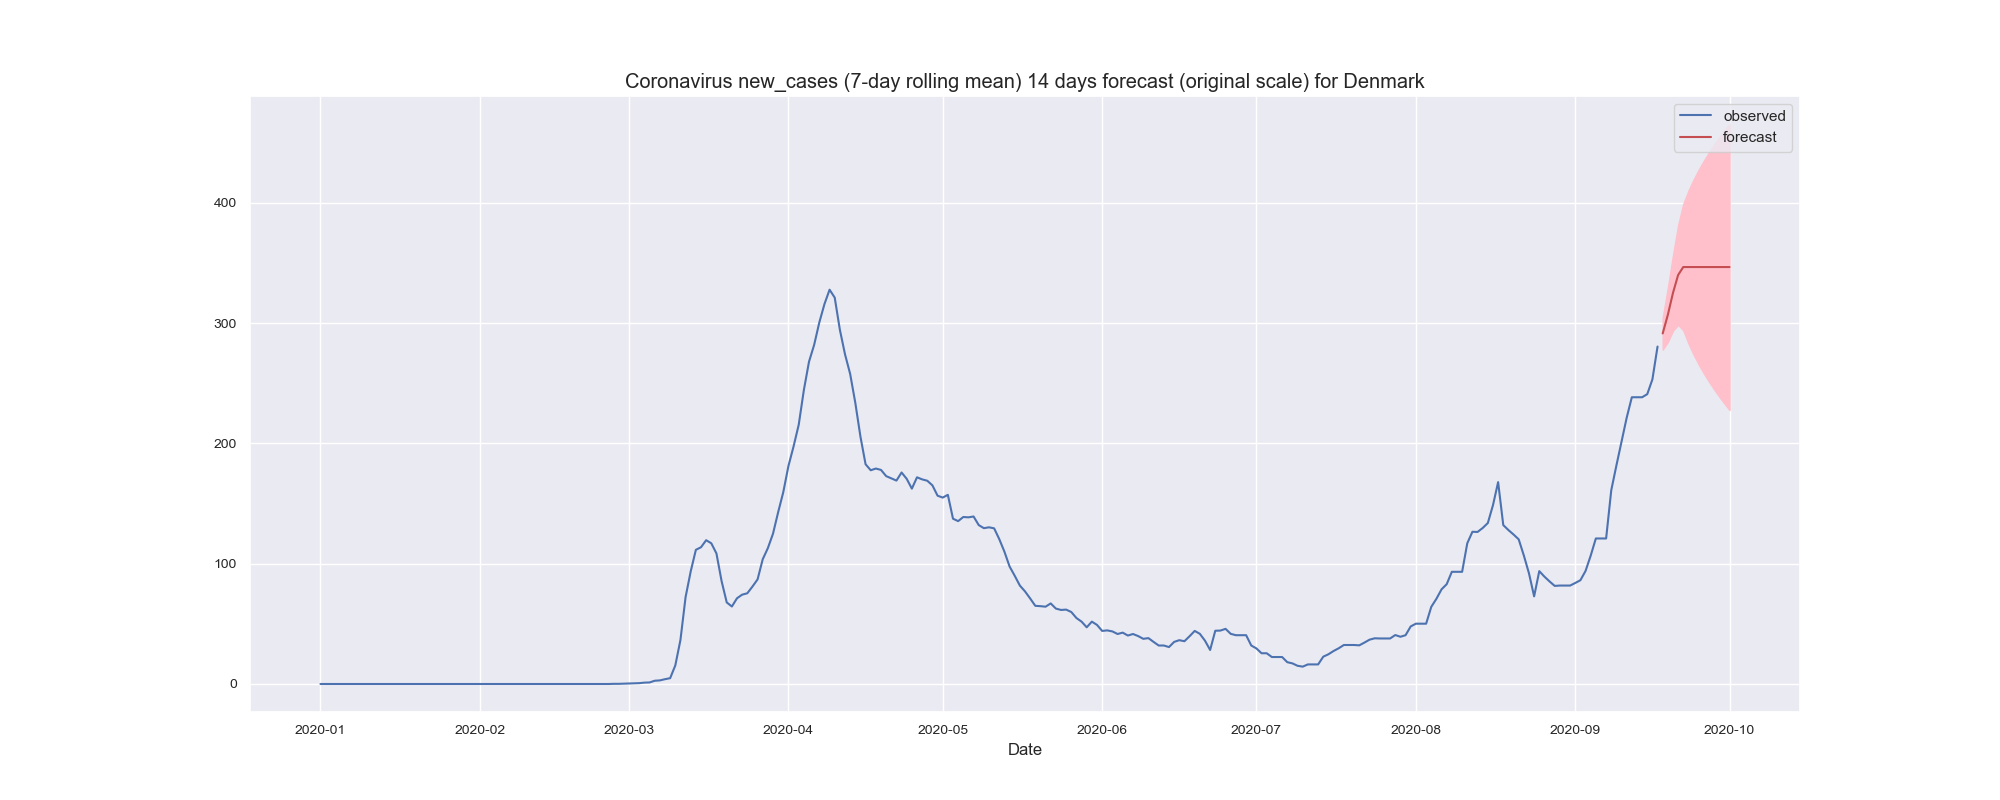 Coronavirus new_cases (7-day rolling mean) 14 days forecast (original scale) for Denmark
observed
forecast
400
300
200
100
0
2020-01 2020-02 2020-03 2020-04 2020-05 2020-06 2020-07 2020-08 2020-09 2020-10
Date